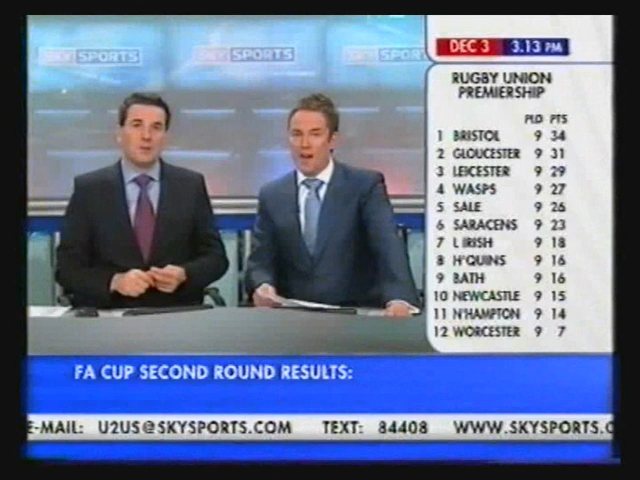 SKY SPORTS
SKY SPORTS
SKY SPORTS
DEC 3 3.13 PM
RUGBY UNION
PREMIERSHIP
PLD PTS
1 BRISTOL 9 34
2 GLOUCESTER 9 31
3 LEICESTER 9 29
4 WASPS 9 27
5 SALE 9 26
6 SARACENS 9 23
7 L IRISH 9 18
8 H'QUINS 9 16
9 BATH 9 16
10 NEWCASTLE 9 15
11 N'HAMPTON 9 14
12 WORCESTER 9 7
FA CUP SECOND ROUND RESULTS:
E-MAIL: U2US@SKYSPORTS.COM TEXT: 84408 WWW.SKYSPORTS.C